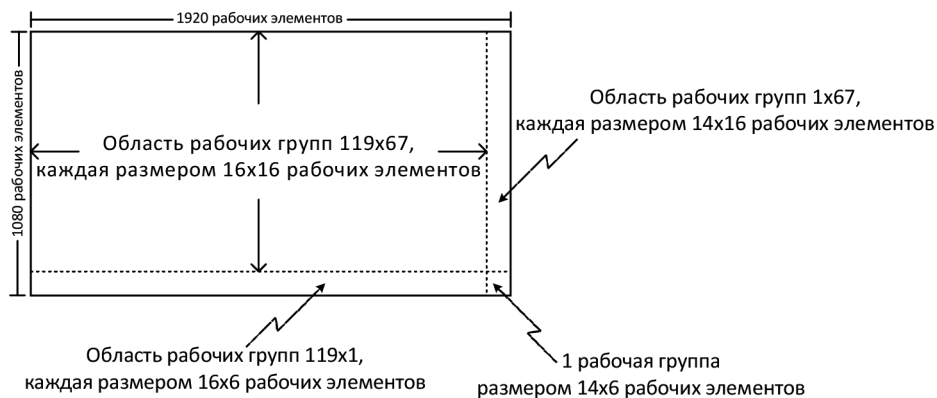 1920 рабочих элементов
1080 рабочих элементов
Область рабочих групп 119x67,
каждая размером 16x16 рабочих элементов
Область рабочих групп 1x67,
каждая размером 14x16 рабочих элементов
Область рабочих групп 119x1,
каждая размером 16x6 рабочих элементов
1 рабочая группа
размером 14x6 рабочих элементов